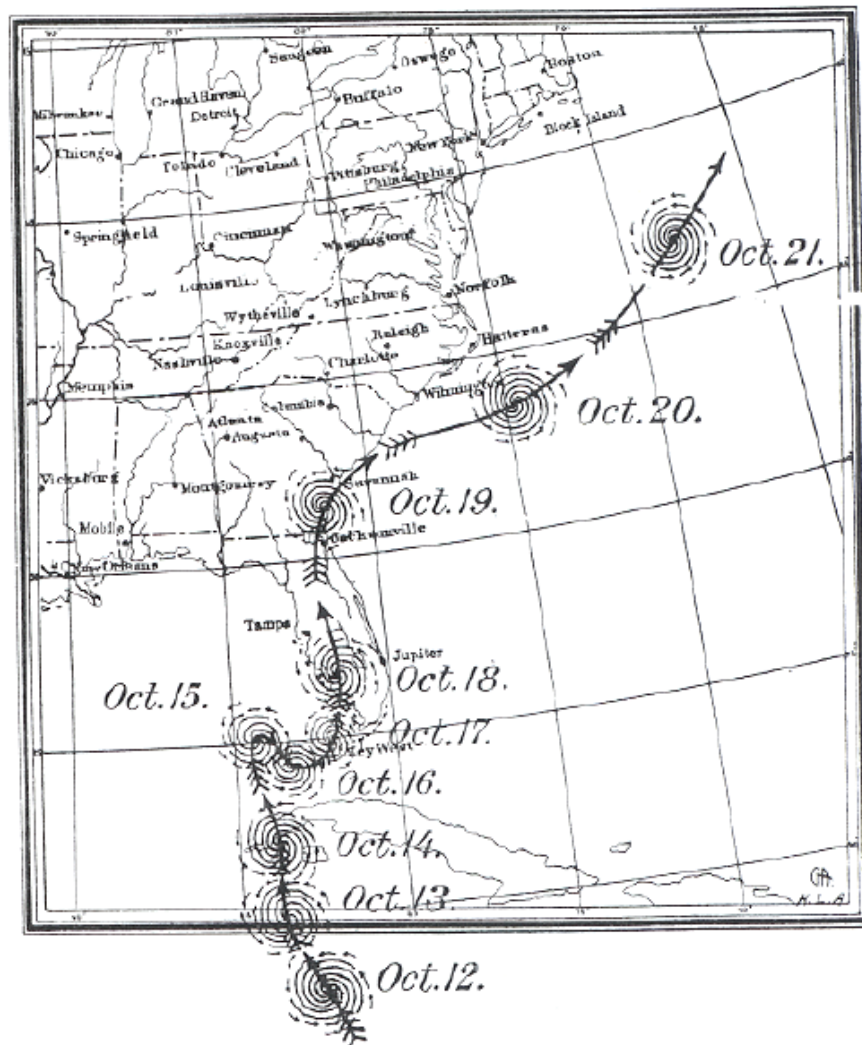 Saugeen
Oswego
Boston
Grand Haven
Buffalo
Milwaukee
Detroit
Block Island
New York
Chicago
Toledo
Cleveland
Pittsburg
Philadelphia
Springfield
Cincinnati
Washington
Oct. 21.
Louisville
Lynchburg
Norfolk
Wytheville
Raleigh
Hatteras
Knoxville
Nashville
Charlotte
Memphis
Wilmington
Columbia
Oct. 20.
Atlanta
Augusta
Vicksburg
Montgomery
Savannah
Oct. 19.
Mobile
Jacksonville
New Orleans
Tampa
Jupiter
Oct. 15.
Oct. 18.
Oct. 17.
Key West
Oct. 16.
Oct. 14.
Oct. 13.
Oct. 12.